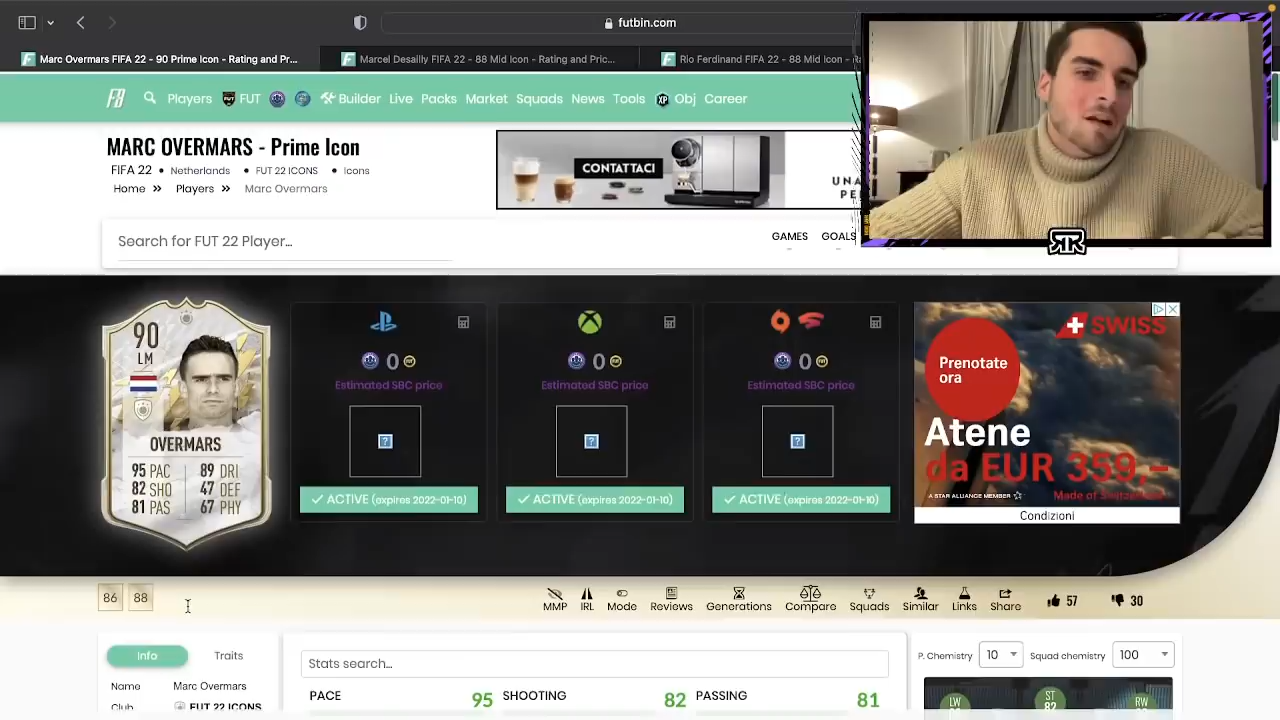 futbin.com
Marc Overmars FIFA 22 - 90 Prime Icon - Rating and Pr...
Marcel Desailly FIFA 22 - 88 Mid Icon - Rating and Pric...
Rio Ferdinand FIFA 22 - 88 Mid Icon - Ra
Players
FUT
Builder
Live
Packs
Market
Squads
News
Tools
XP
Obj
Career
MARC OVERMARS - Prime Icon
FIFA 22 • Netherlands • FUT 22 ICONS • Icons
Home >> Players >> Marc Overmars
CONTATTACI
UNA
PE
Search for FUT 22 Player...
GAMES
GOALS
RR
90
LM
OVERMARS
95 PAC 89 DRI
82 SHO 47 DEF
81 PAS 67 PHY
0
Estimated SBC price
?
ACTIVE (expires 2022-01-10)
0
Estimated SBC price
?
ACTIVE (expires 2022-01-10)
0
Estimated SBC price
?
ACTIVE (expires 2022-01-10)
SWISS
Prenotate
ora
Atene
da EUR 359,-
A STAR ALLIANCE MEMBER
Made of Switzerland
Condizioni
86 88
MMP
IRL
Mode
Reviews
Generations
Compare
Squads
Similar
Links
Share
57
30
Info
Traits
Name Marc Overmars
Club FUT 22 ICONS
Stats search...
PACE 95
SHOOTING 82
PASSING 81
P. Chemistry 10
Squad chemistry 100
LW
ST
82
RW